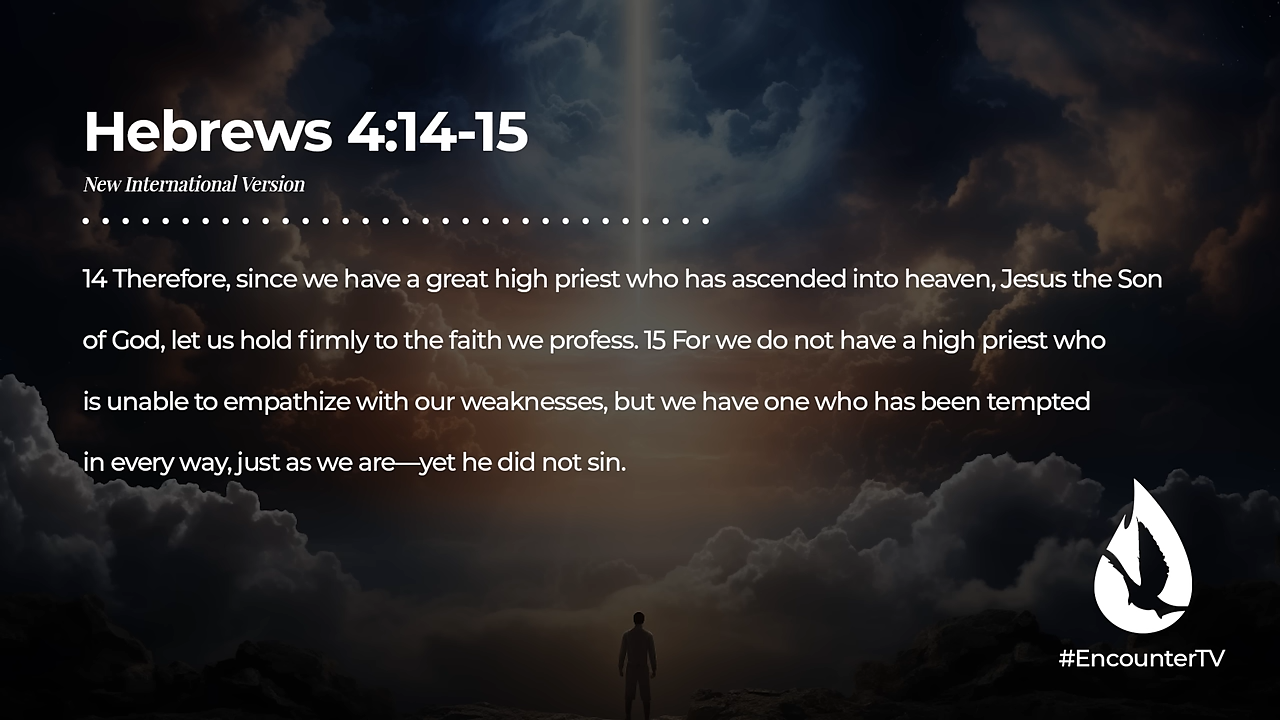 Hebrews 4:14-15
New International Version
14 Therefore, since we have a great high priest who has ascended into heaven, Jesus the Son
of God, let us hold firmly to the faith we profess. 15 For we do not have a high priest who
is unable to empathize with our weaknesses, but we have one who has been tempted
in every way, just as we are—yet he did not sin.
#EncounterTV